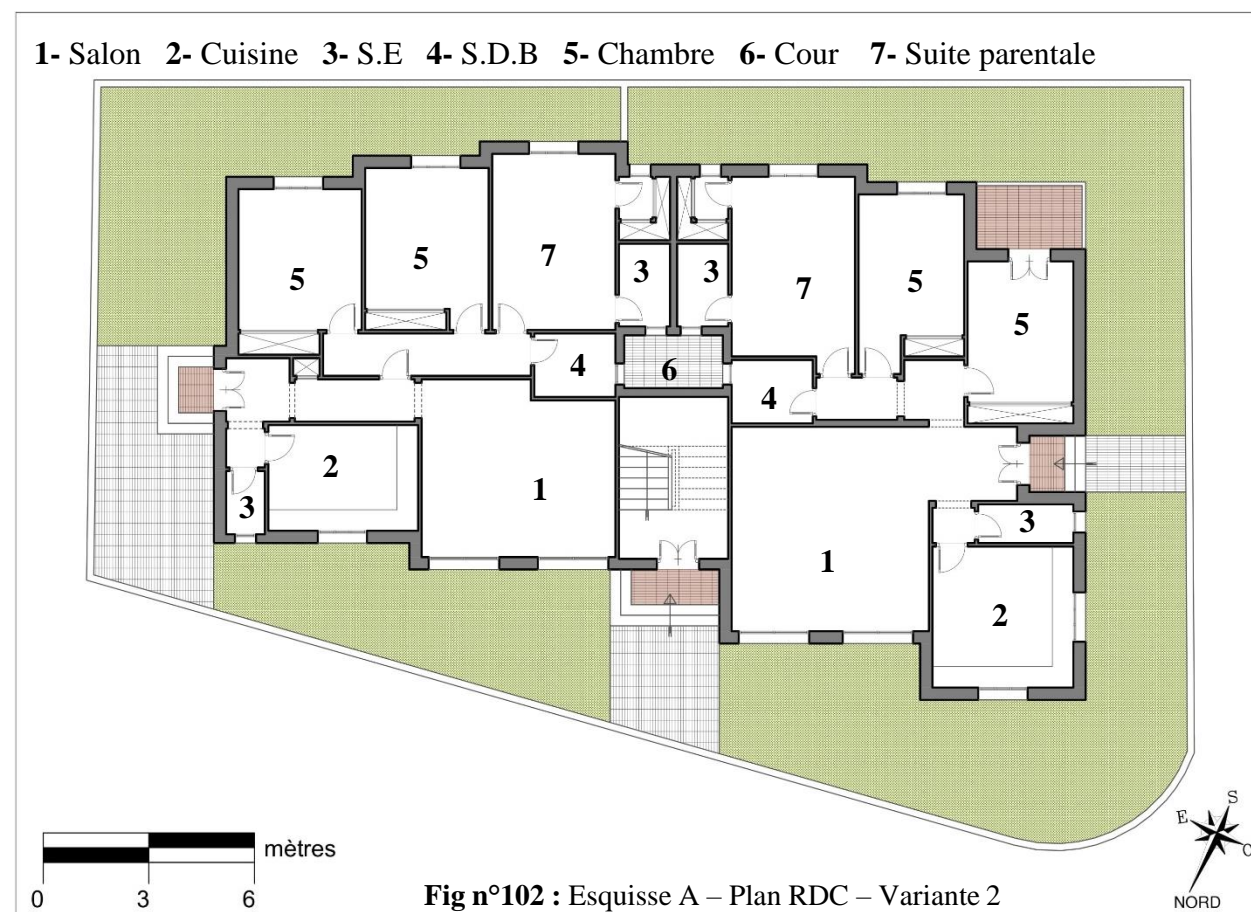 1- Salon 2- Cuisine 3- S.E 4- S.D.B 5- Chambre 6- Cour 7- Suite parentale
5
5
7
3
3
7
5
5
4
6
4
2
3
1
1
3
2
S
E
O
NORD
mètres
0 3 6
Fig n°102 : Esquisse A – Plan RDC – Variante 2